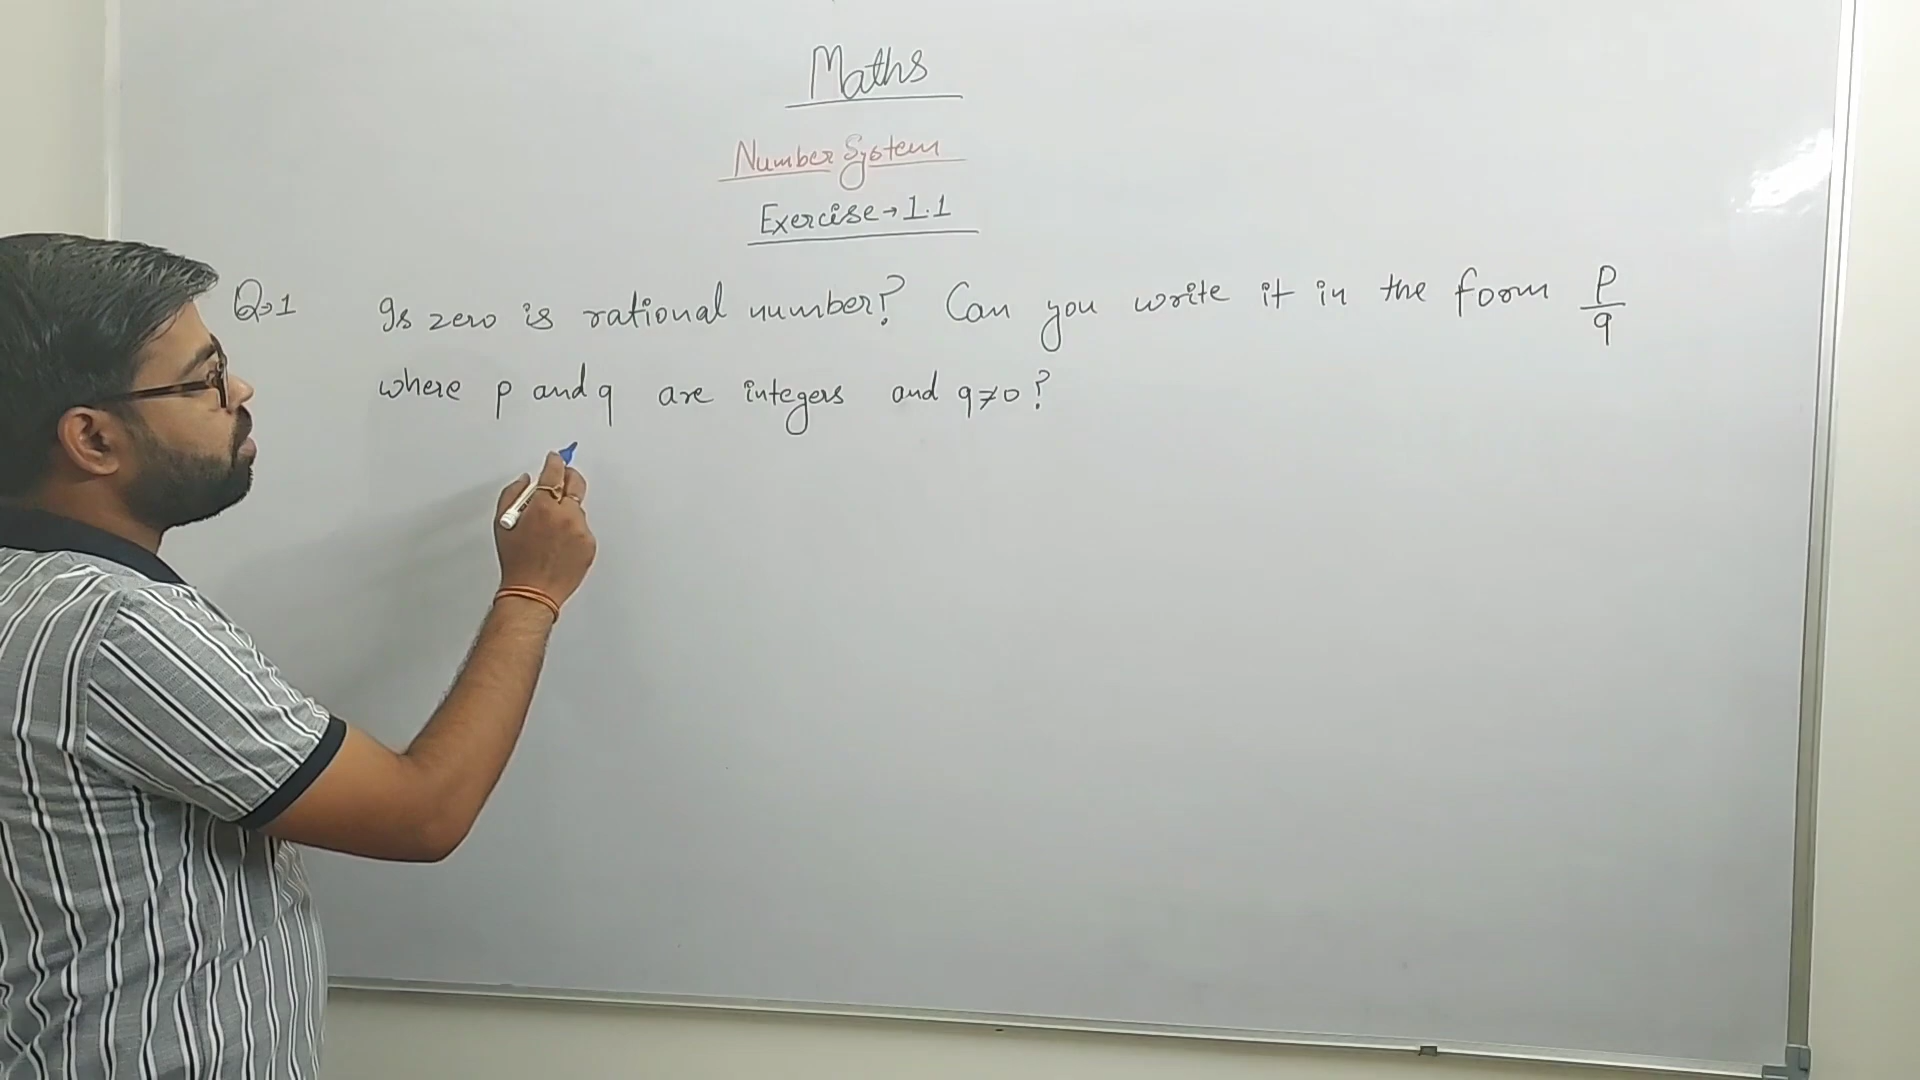 Maths
Number System
Exercise → 1.1
Q→1 Is zero is rational number? Can you write it in the form p/q
where p and q are integers and q≠0?